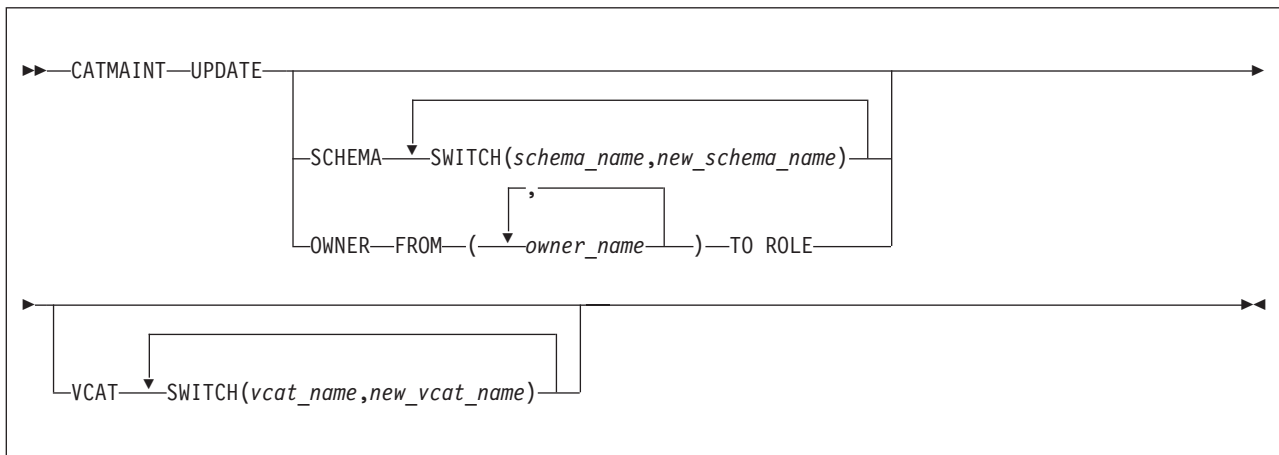 CATMAINT UPDATE
SCHEMA SWITCH(schema_name,new_schema_name)
,
OWNER FROM ( owner_name ) TO ROLE
VCAT SWITCH(vcat_name,new_vcat_name)